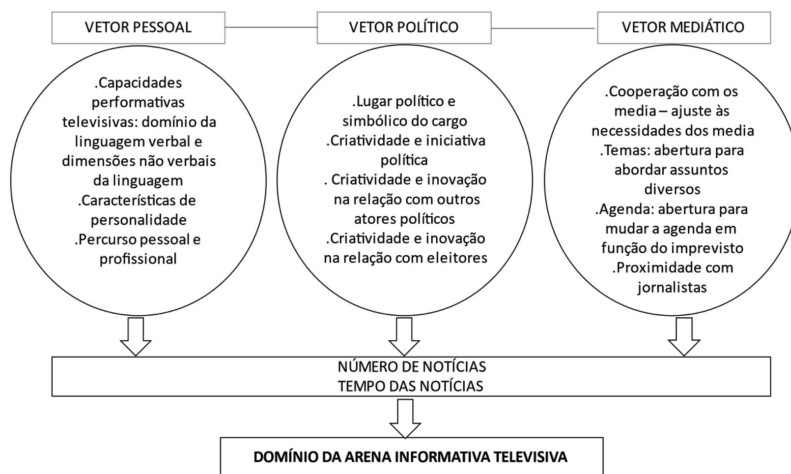 VETOR PESSOAL
VETOR POLÍTICO
VETOR MEDIÁTICO
.Capacidades
performativas
televisivas: domínio da
linguagem verbal e
dimensões não verbais
da linguagem
.Características de
personalidade
.Percurso pessoal e
profissional
.Lugar político e
simbólico do cargo
.Criatividade e iniciativa
política
. Criatividade e inovação
na relação com outros
atores políticos
.Criatividade e inovação
na relação com eleitores
.Cooperação com os
media – ajuste às
necessidades dos media
.Temas: abertura para
abordar assuntos
diversos
.Agenda: abertura para
mudar a agenda em
função do imprevisto
.Proximidade com
jornalistas
NÚMERO DE NOTÍCIAS
TEMPO DAS NOTÍCIAS
DOMÍNIO DA ARENA INFORMATIVA TELEVISIVA